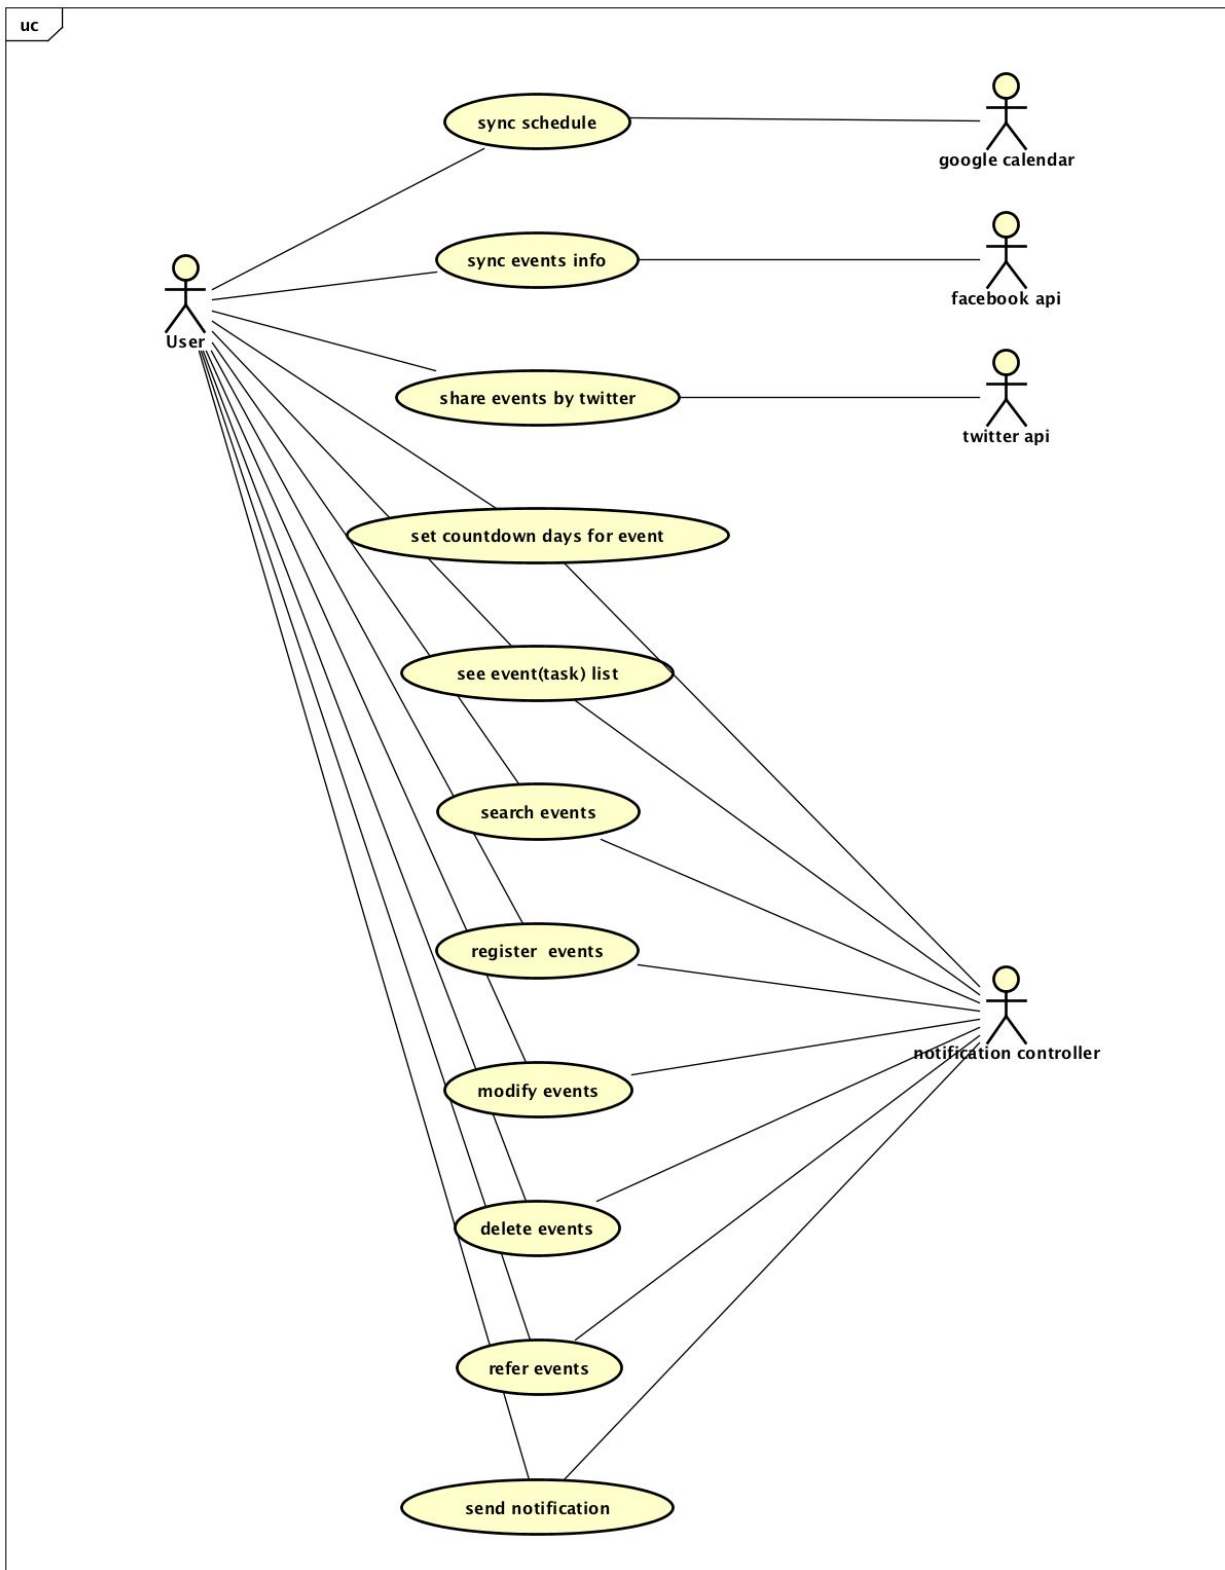 uc
sync schedule
google calendar
sync events info
facebook api
User
share events by twitter
twitter api
set countdown days for event
see event(task) list
search events
register  events
notification controller
modify events
delete events
refer events
send notification